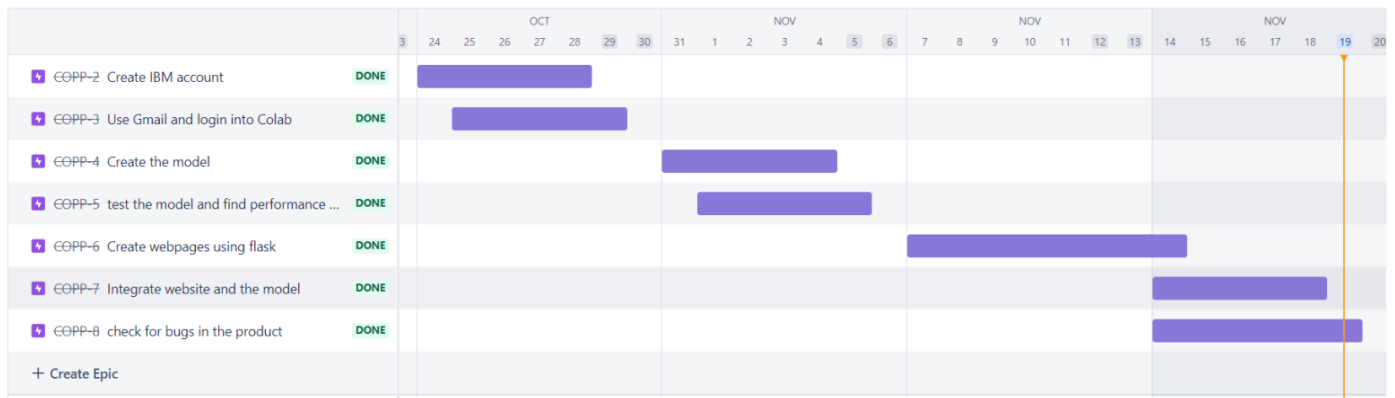 OCT NOV NOV NOV
3 24 25 26 27 28 29 30 31 1 2 3 4 5 6 7 8 9 10 11 12 13 14 15 16 17 18 19 20
COPP-2 Create IBM account DONE
COPP-3 Use Gmail and login into Colab DONE
COPP-4 Create the model DONE
COPP-5 test the model and find performance ... DONE
COPP-6 Create webpages using flask DONE
COPP-7 Integrate website and the model DONE
COPP-8 check for bugs in the product DONE
+ Create Epic